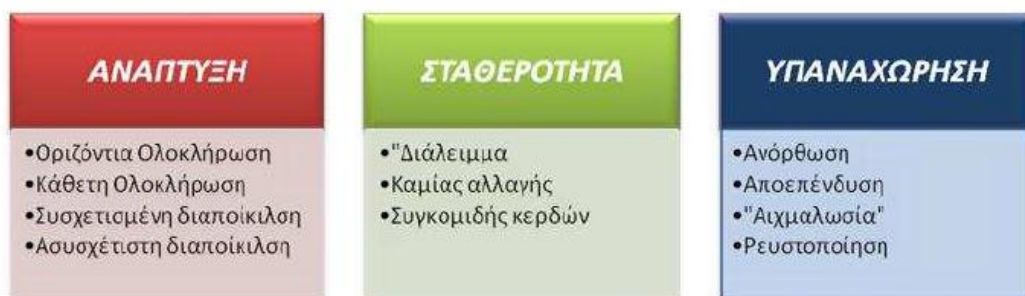 ΑΝΑΠΤΥΞΗ
•Οριζόντια Ολοκλήρωση
•Κάθετη Ολοκλήρωση
•Συσχετισμένη διαποίκιλση
•Ασυσχέτιστη διαποίκιλση
ΣΤΑΘΕΡΟΤΗΤΑ
•"Διάλειμμα
•Καμίας αλλαγής
•Συγκομιδής κερδών
ΥΠΑΝΑΧΩΡΗΣΗ
•Ανόρθωση
•Αποεπένδυση
•"Αιχμαλωσία"
•Ρευστοποίηση